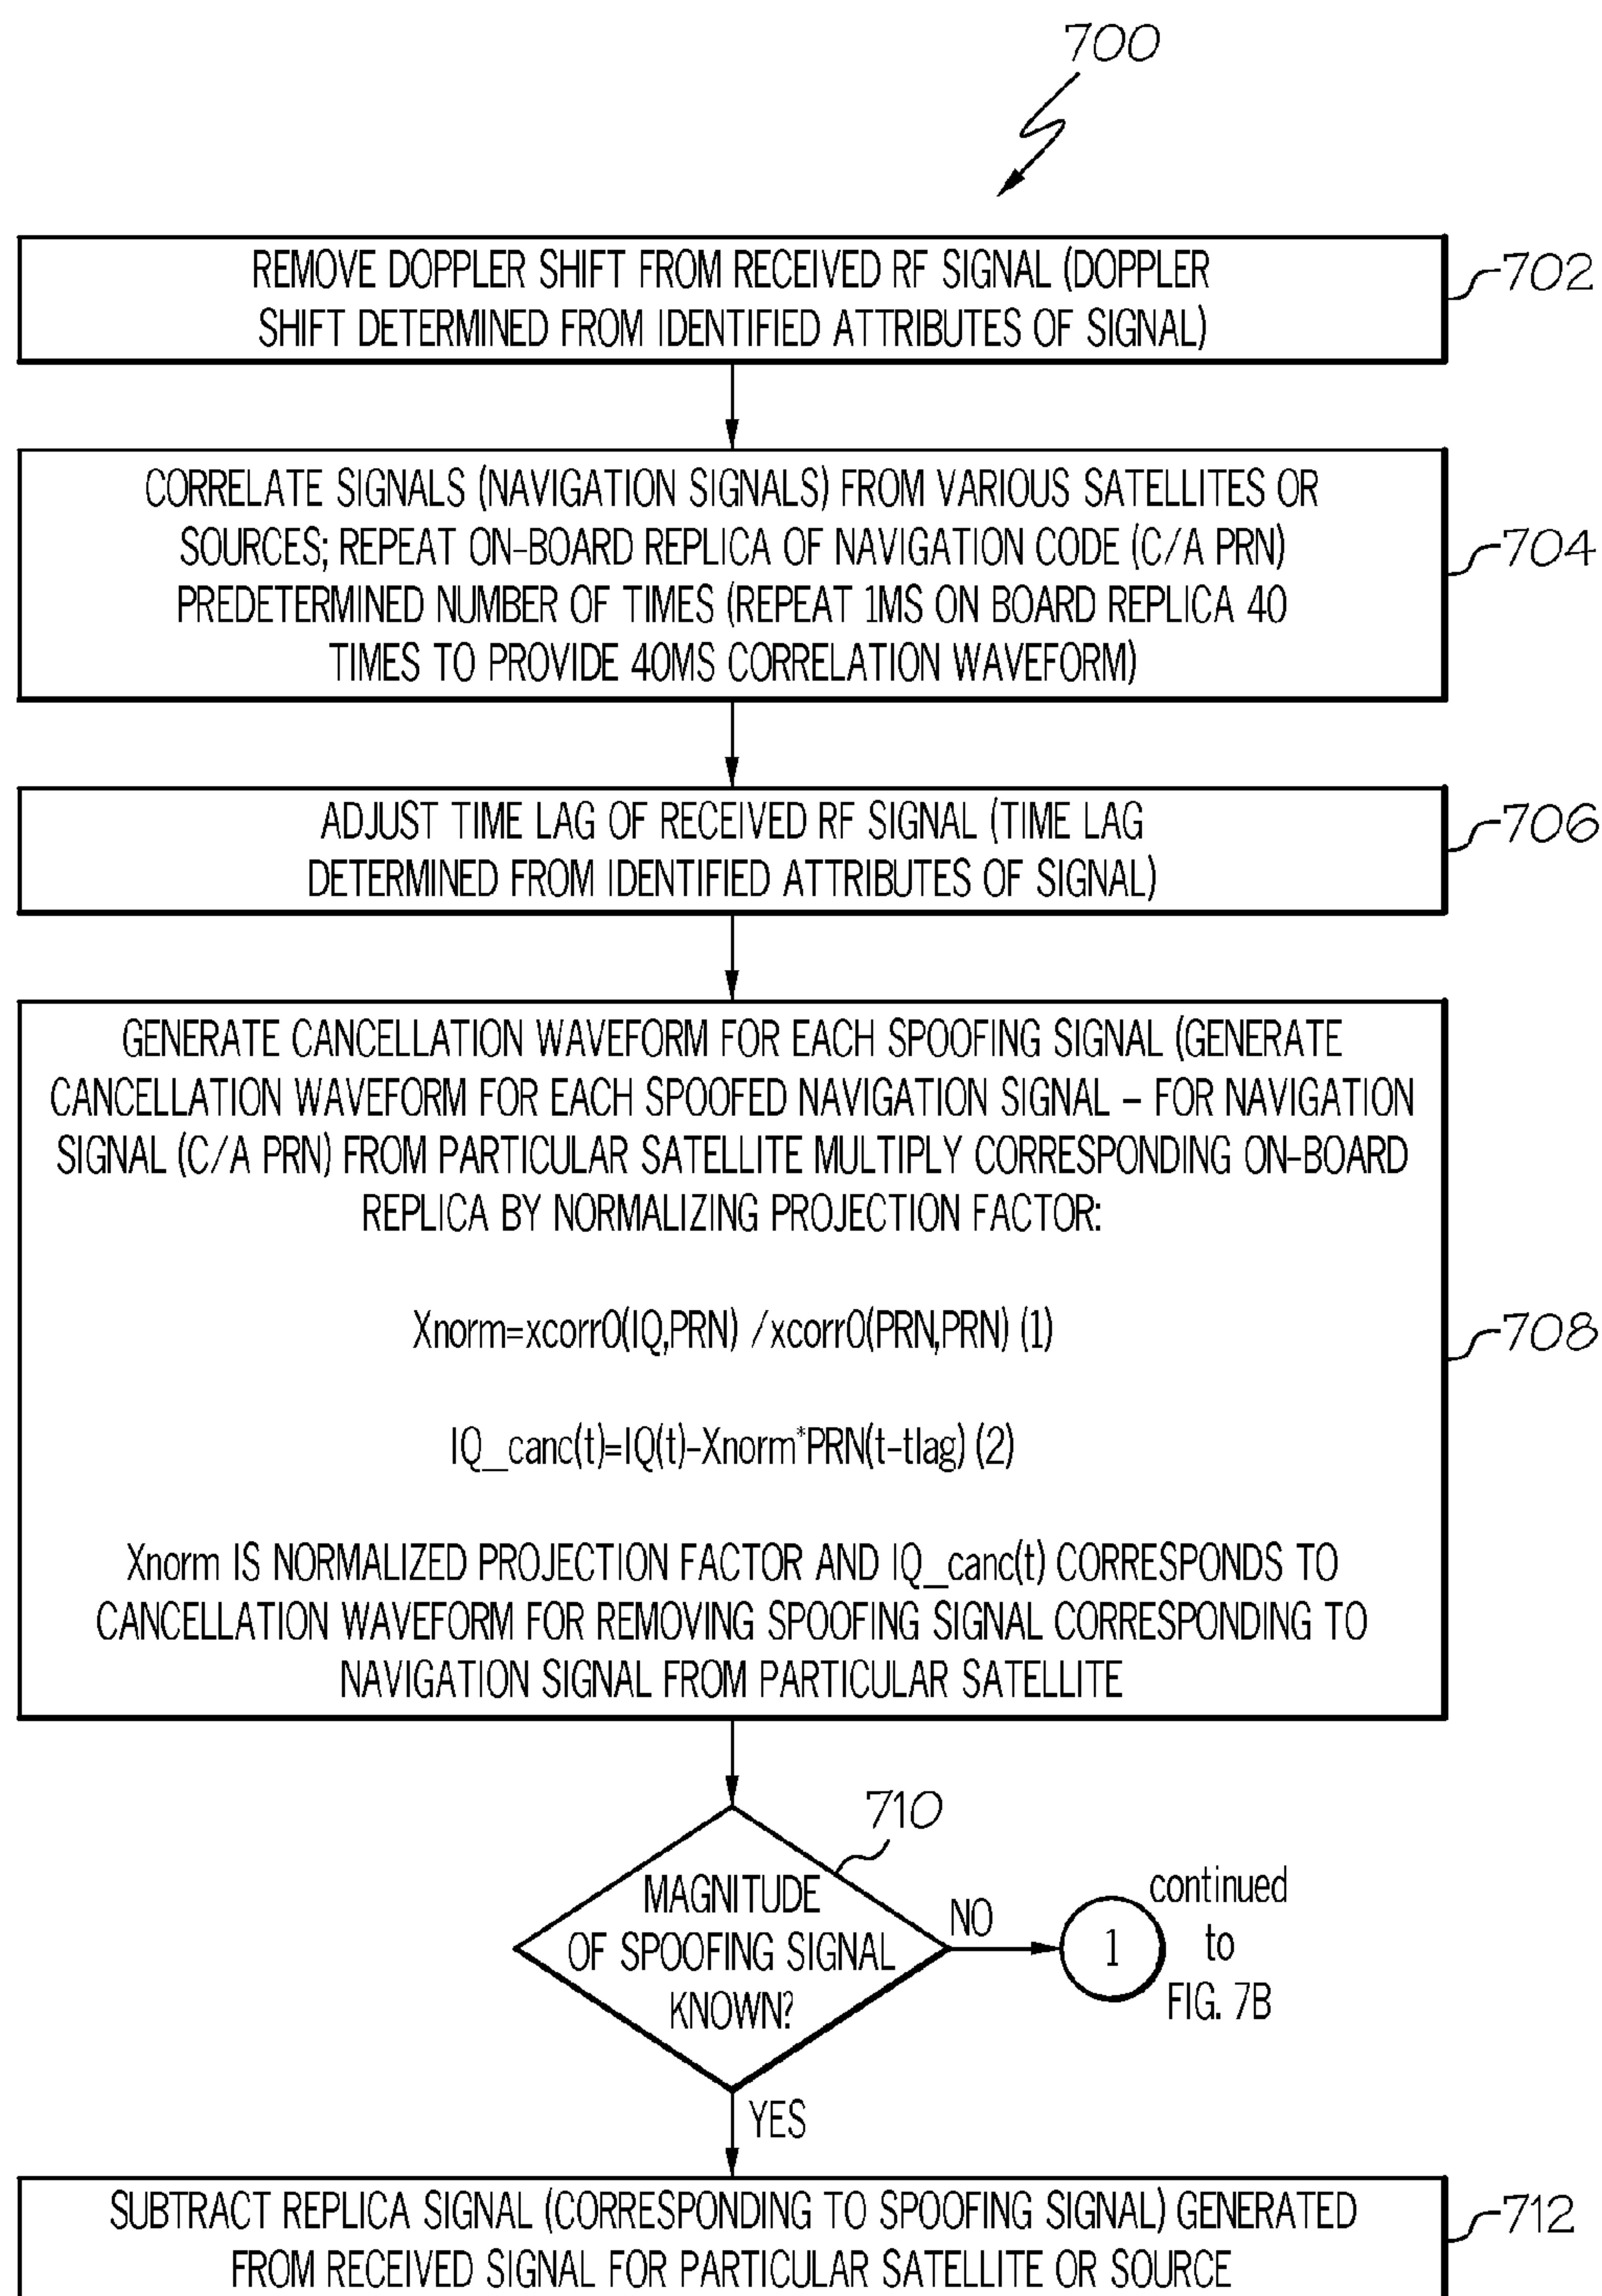 700
REMOVE DOPPLER SHIFT FROM RECEIVED RF SIGNAL (DOPPLER
SHIFT DETERMINED FROM IDENTIFIED ATTRIBUTES OF SIGNAL)
702
CORRELATE SIGNALS (NAVIGATION SIGNALS) FROM VARIOUS SATELLITES OR
SOURCES; REPEAT ON-BOARD REPLICA OF NAVIGATION CODE (C/A PRN)
PREDETERMINED NUMBER OF TIMES (REPEAT 1MS ON BOARD REPLICA 40
TIMES TO PROVIDE 40MS CORRELATION WAVEFORM)
704
ADJUST TIME LAG OF RECEIVED RF SIGNAL (TIME LAG
DETERMINED FROM IDENTIFIED ATTRIBUTES OF SIGNAL)
706
GENERATE CANCELLATION WAVEFORM FOR EACH SPOOFING SIGNAL (GENERATE
CANCELLATION WAVEFORM FOR EACH SPOOFED NAVIGATION SIGNAL – FOR NAVIGATION
SIGNAL (C/A PRN) FROM PARTICULAR SATELLITE MULTIPLY CORRESPONDING ON-BOARD
REPLICA BY NORMALIZING PROJECTION FACTOR:
Xnorm=xcorr0(IQ,PRN) /xcorr0(PRN,PRN) (1)
IQ_canc(t)=IQ(t)-Xnorm*PRN(t-tlag) (2)
Xnorm IS NORMALIZED PROJECTION FACTOR AND IQ_canc(t) CORRESPONDS TO
CANCELLATION WAVEFORM FOR REMOVING SPOOFING SIGNAL CORRESPONDING TO
NAVIGATION SIGNAL FROM PARTICULAR SATELLITE
708
710
MAGNITUDE
OF SPOOFING SIGNAL
KNOWN?
NO
1
continued
to
FIG. 7B
YES
SUBTRACT REPLICA SIGNAL (CORRESPONDING TO SPOOFING SIGNAL) GENERATED
FROM RECEIVED SIGNAL FOR PARTICULAR SATELLITE OR SOURCE
712